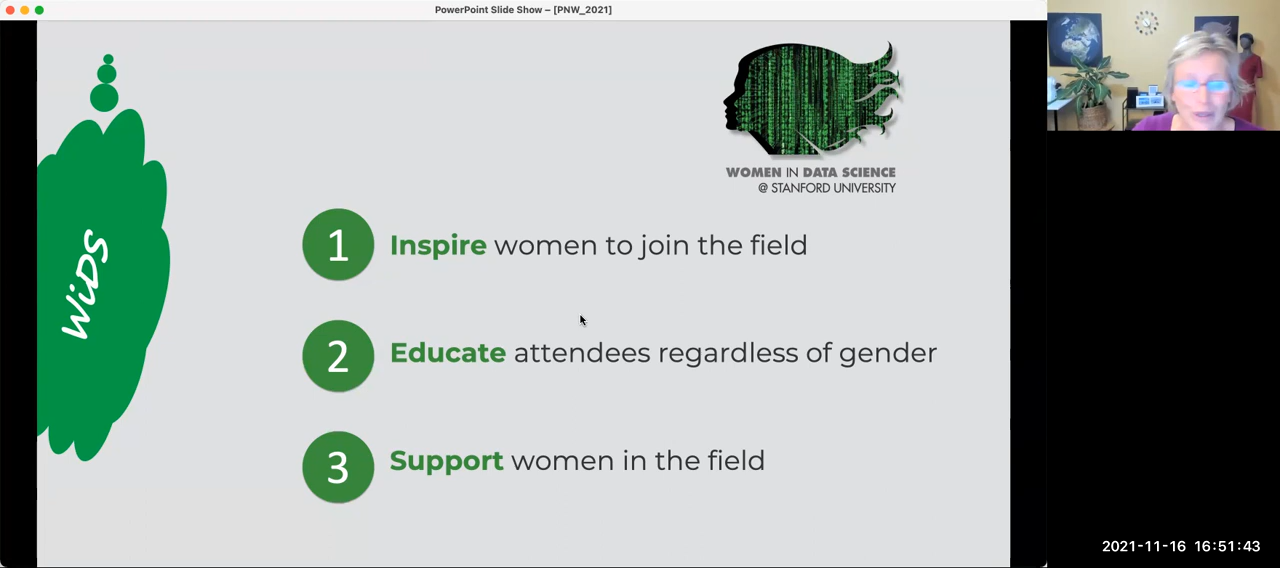 PowerPoint Slide Show – [PNW_2021]
WiDS
WOMEN IN DATA SCIENCE
@ STANFORD UNIVERSITY
1 Inspire women to join the field
2 Educate attendees regardless of gender
3 Support women in the field
2021-11-16 16:51:43